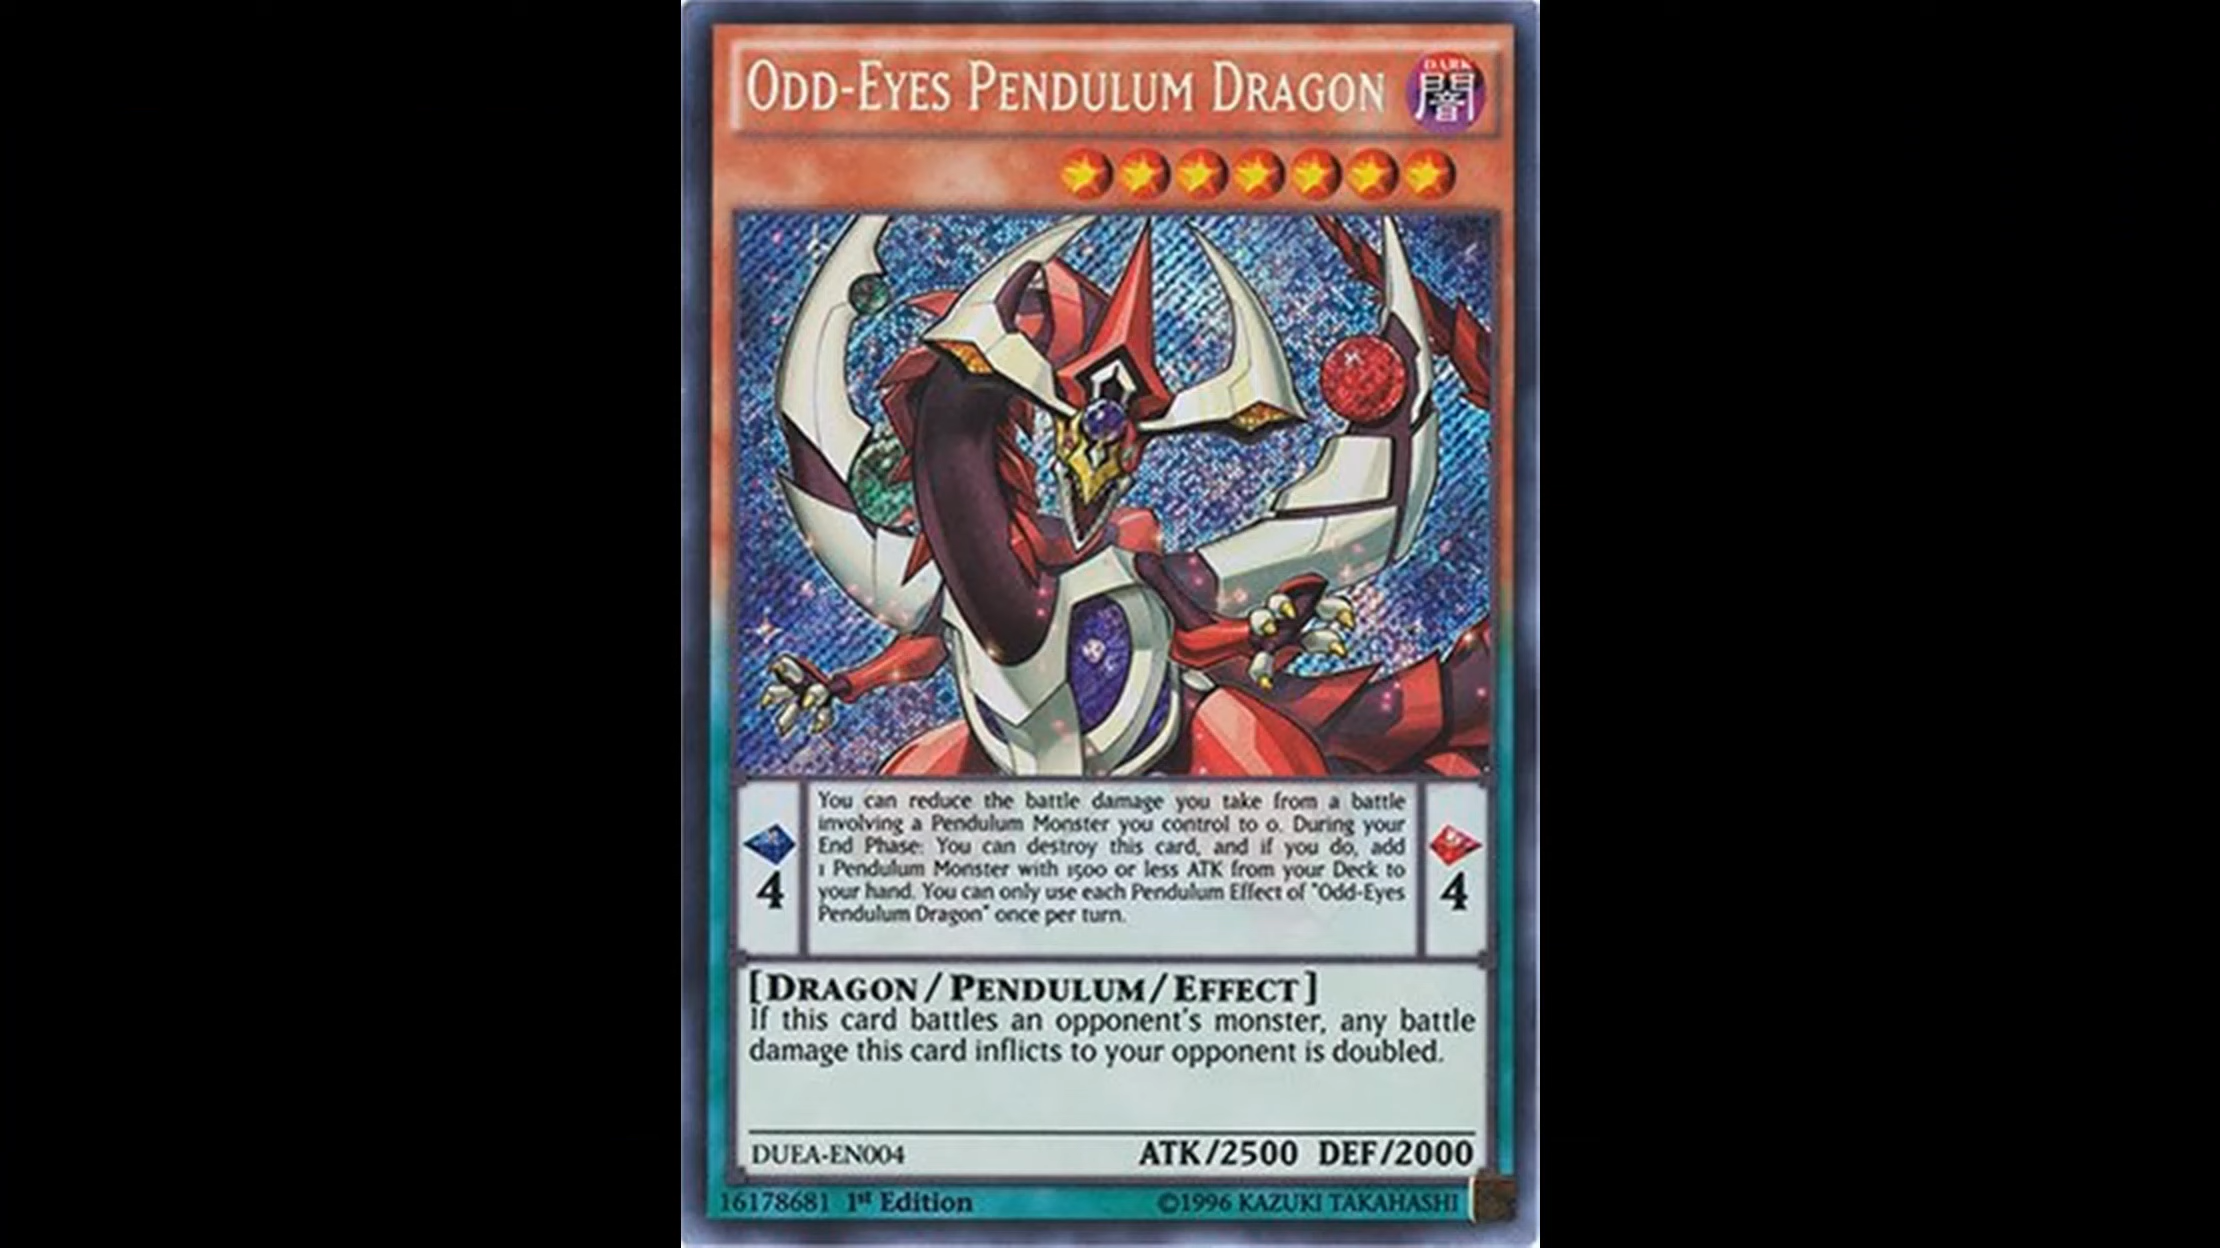 ODD-EYES PENDULUM DRAGON
DARK
闇
You can reduce the battle damage you take from a battle
involving a Pendulum Monster you control to 0. During your
End Phase: You can destroy this card, and if you do, add
1 Pendulum Monster with 1500 or less ATK from your Deck to
your hand. You can only use each Pendulum Effect of "Odd-Eyes
Pendulum Dragon" once per turn.
4
4
[DRAGON/PENDULUM/EFFECT]
If this card battles an opponent's monster, any battle
damage this card inflicts to your opponent is doubled.
DUEA-EN004
ATK/2500 DEF/2000
16178681 1st Edition
©1996 KAZUKI TAKAHASHI